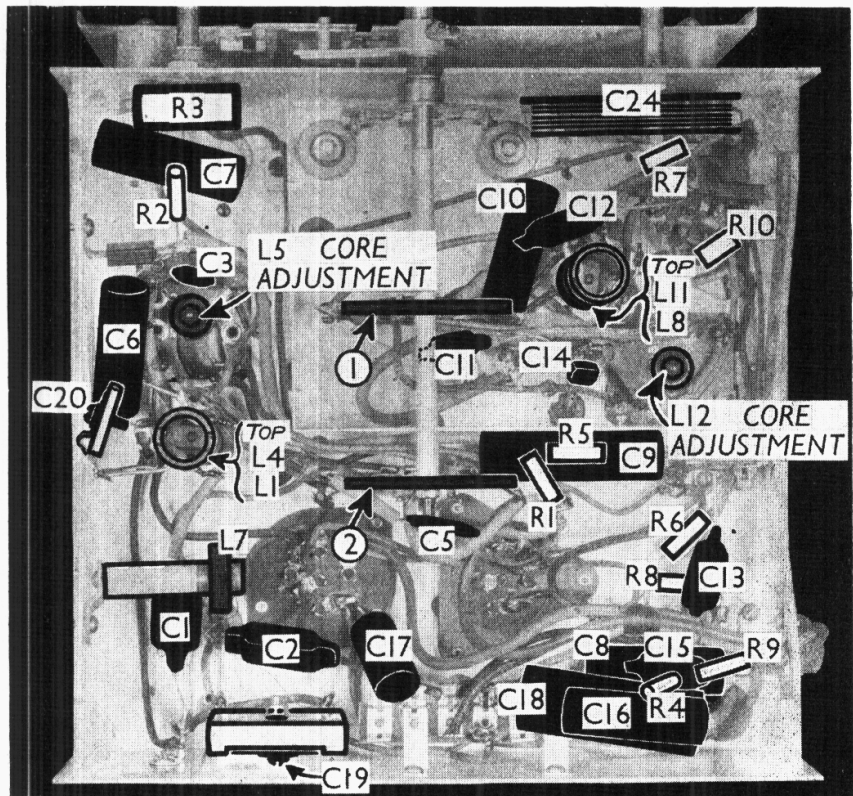 R3
C24
C7
R7
R2
C10
C12
R10
L5 CORE
ADJUSTMENT
C3
TOP
L11
L8
C6
1
C11
C14
C20
L12 CORE
ADJUSTMENT
TOP
L4
L1
R5
C9
R1
2
C5
R6
L7
R8
C13
C1
C2
C17
C8
C15
R9
C18
C16
R4
C19